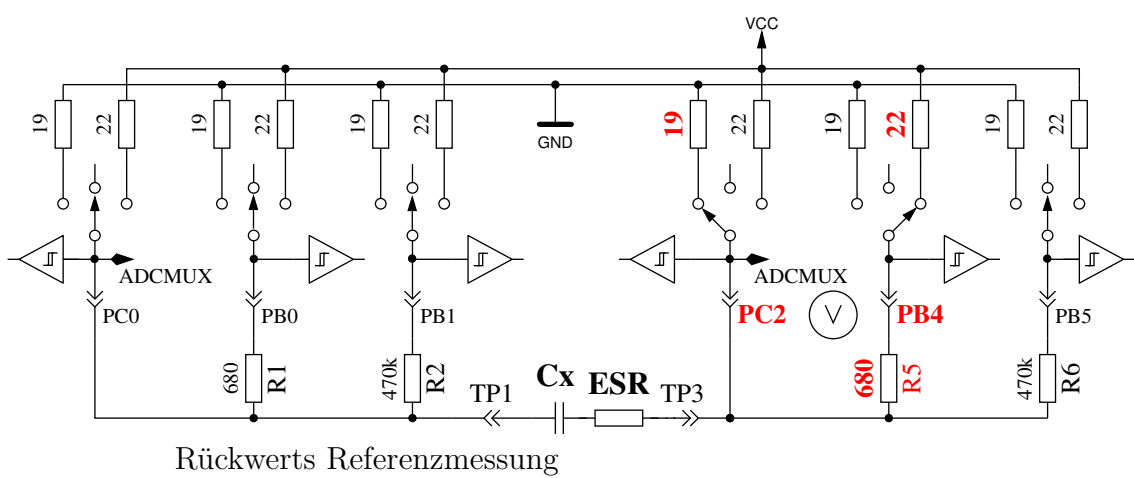 VCC
19 22 19 22 19 22 19 22 19 22 19 22
GND
ADCMUX ADCMUX
PC0 PB0 PB1 PC2 V PB4 PB5
680 R1 470k R2 680 R5 470k R6
TP1 Cx ESR TP3
Rückwerts Referenzmessung